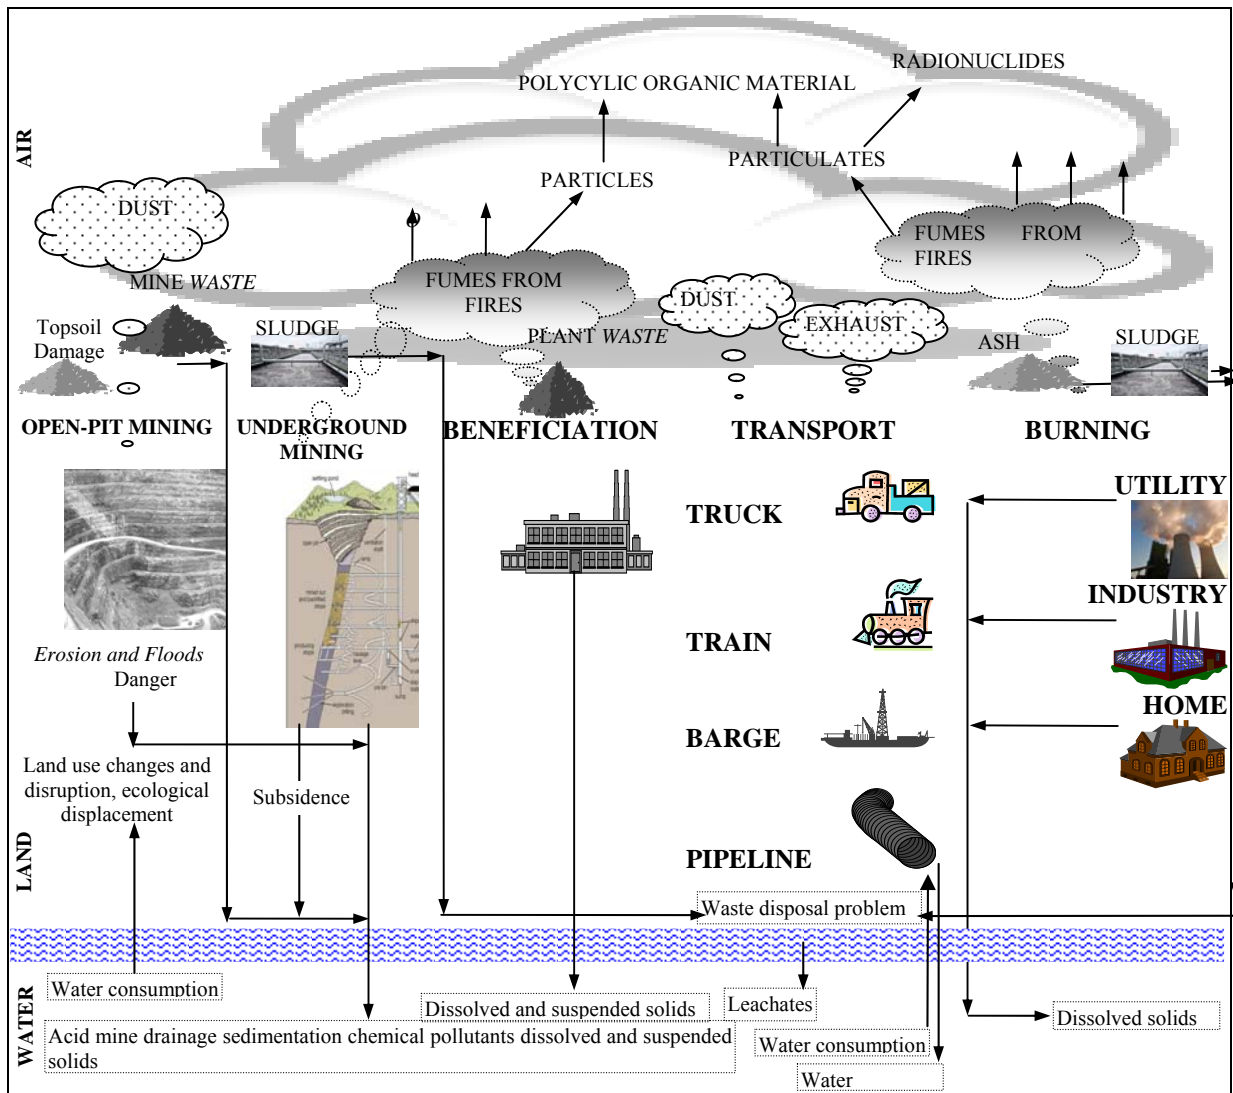 RADIONUCLIDES
POLYCYLIC ORGANIC MATERIAL
AIR
PARTICULATES
PARTICLES
DUST
FUMES FROM
FIRES
MINE WASTE
FUMES FROM
FIRES
DUST
EXHAUST
PLANT WASTE
Topsoil
Damage
SLUDGE
ASH
SLUDGE
OPEN-PIT MINING
UNDERGROUND
MINING
BENEFICIATION
TRANSPORT
BURNING
UTILITY
TRUCK
INDUSTRY
TRAIN
Erosion and Floods
Danger
HOME
BARGE
Land use changes and
disruption, ecological
displacement
Subsidence
LAND
PIPELINE
Waste disposal problem
WATER
Water consumption
Dissolved and suspended solids
Leachates
Dissolved solids
Acid mine drainage sedimentation chemical pollutants dissolved and suspended
solids
Water consumption
Water